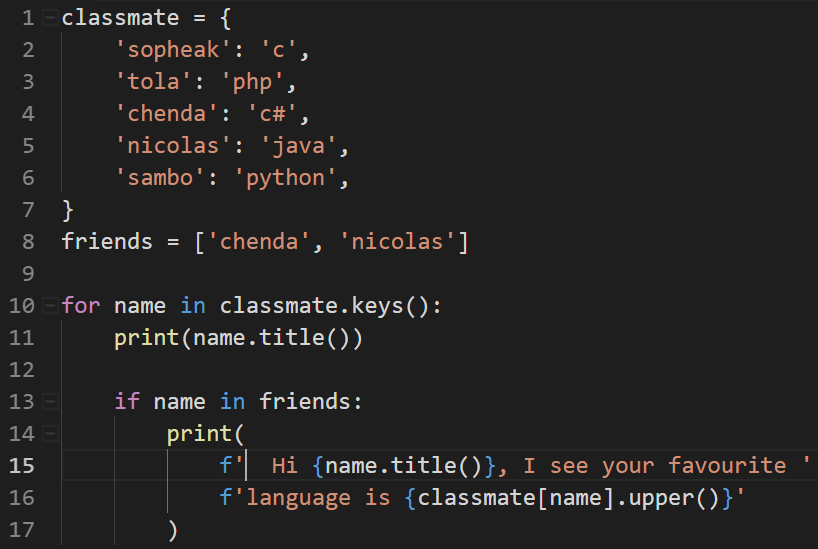 1 classmate = {
2     'sopheak': 'c',
3     'tola': 'php',
4     'chenda': 'c#',
5     'nicolas': 'java',
6     'sambo': 'python',
7 }
8 friends = ['chenda', 'nicolas']
9
10 for name in classmate.keys():
11     print(name.title())
12
13     if name in friends:
14         print(
15             f'  Hi {name.title()}, I see your favourite '
16             f'language is {classmate[name].upper()}'
17         )